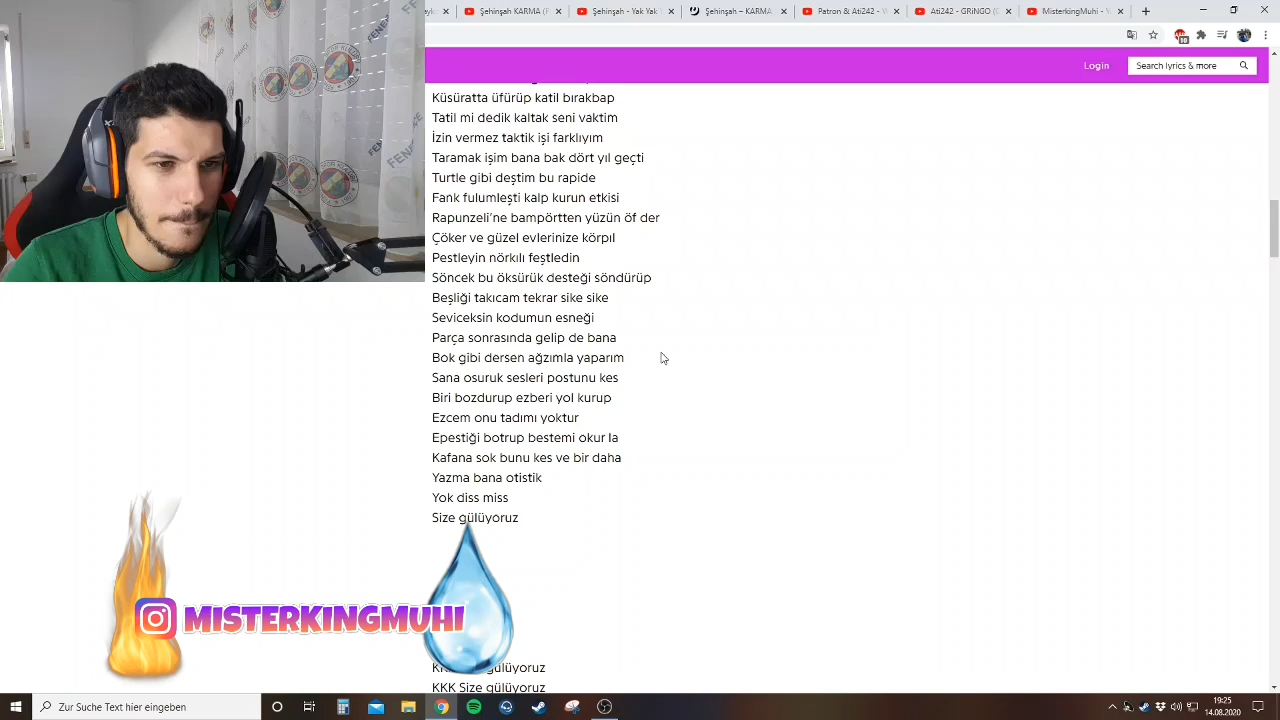 Şehinşah KARMA (F
Şehinşah - Yak Yak
Şehinşah – KARMA
Patron & Ati242 - V
Ati242 - GRiNGO (
MisterkingMuhi - Y
10
Login
Search lyrics & more
Küsüratta üfürüp katil bırakbap
Tatil mi dedik kaltak seni vaktim
İzin vermez taktik işi farklıyım
Taramak işim bana bak dört yıl geçti
Turtle gibi deştim bu rapide
Fank fulumleşti kalp kurun etkisi
Rapunzeli’ne bampörtten yüzün öf der
Çöker ve güzel evlerinize körpıl
Pestleyin nörkılı feştledin
Söncek bu öksürük desteği söndürüp
Beşliği takıcam tekrar sike sike
Seviceksin kodumun esneği
Parça sonrasında gelip de bana
Bok gibi dersen ağzımla yaparım
Sana osuruk sesleri postunu kes
Biri bozdurup ezberi yol kurup
Ezcem onu tadımı yoktur
Epestiği botrup bestemi okur la
Kafana sok bunu kes ve bir daha
Yazma bana otistik
Yok diss miss
Size gülüyoruz
MISTERKINGMUHI
gülüyoruz
KKK Size gülüyoruz
Zur Suche Text hier eingeben
19:25
14.08.2020